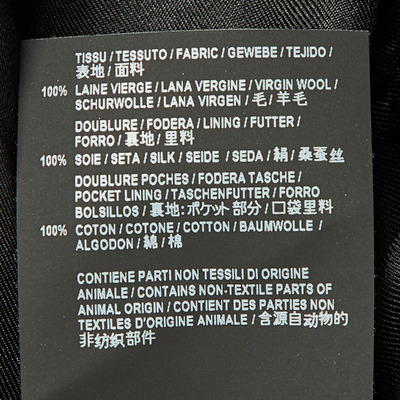 TISSU / TESSUTO / FABRIC / GEWEBE / TEJIDO /
表地 / 面料
100% LAINE VIERGE / LANA VERGINE / VIRGIN WOOL /
SCHURWOLLE / LANA VIRGEN / 毛 / 羊毛
DOUBLURE / FODERA / LINING / FUTTER /
FORRO / 裏地 / 里料
100% SOIE / SETA / SILK / SEIDE / SEDA / 絹 / 桑蚕丝
DOUBLURE POCHES / FODERA TASCHE /
POCKET LINING / TASCHENFUTTER / FORRO
BOLSILLOS / 裏地:ポケット部分 / 口袋里料
100% COTON / COTONE / COTTON / BAUMWOLLE /
ALGODON / 綿 / 棉
CONTIENE PARTI NON TESSILI DI ORIGINE
ANIMALE / CONTAINS NON-TEXTILE PARTS OF
ANIMAL ORIGIN / CONTIENT DES PARTIES NON
TEXTILES D'ORIGINE ANIMALE / 含源自动物的
非纺织部件